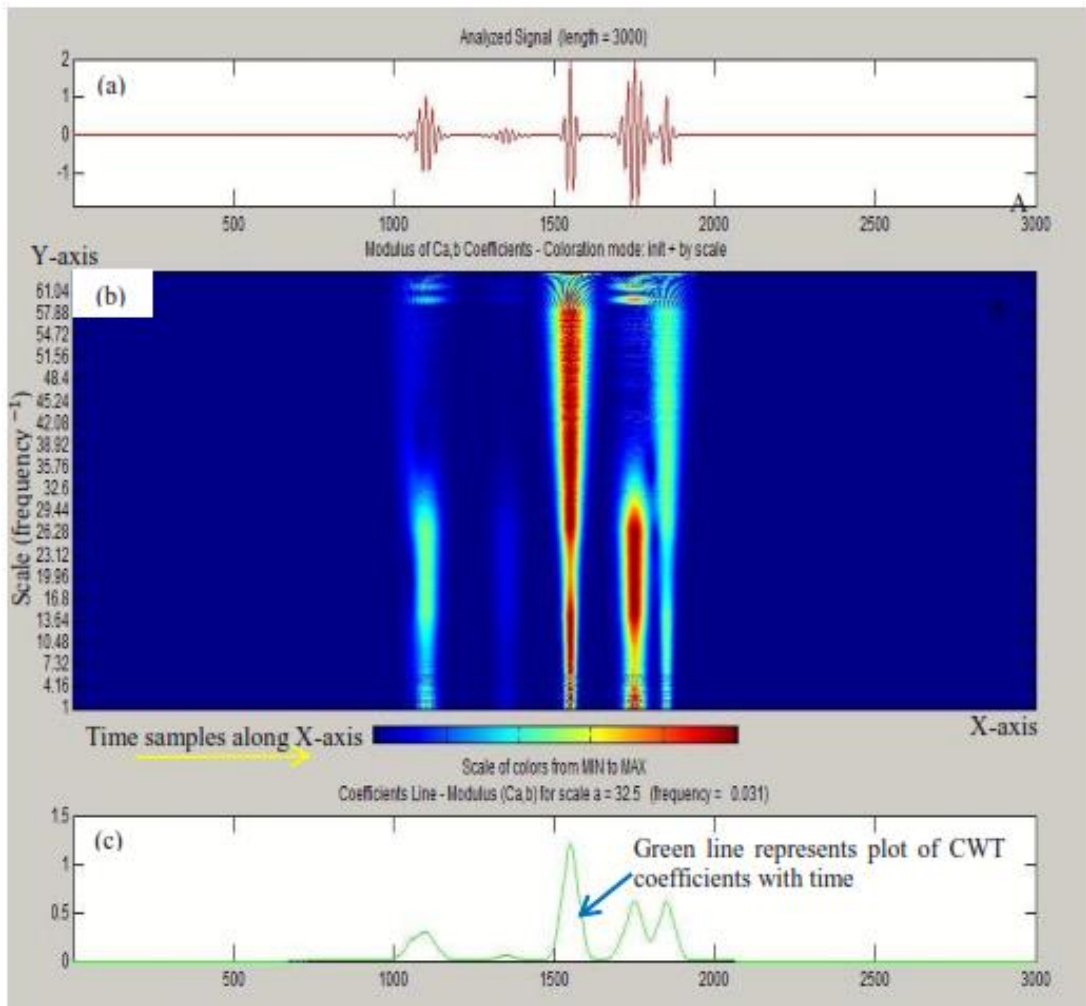 Analyzed Signal (length = 3000)
(a)
2
1
0
-1
500 1000 1500 2000 2500 3000
A
Modulus of Ca,b Coefficients - Coloration mode: init + by scale
Y-axis
(b)
Scale (frequency ⁻¹)
61.04
57.88
54.72
51.56
48.4
45.24
42.08
38.92
35.76
32.6
29.44
26.28
23.12
19.96
16.8
13.64
10.48
7.32
4.16
1
Time samples along X-axis
X-axis
Scale of colors from MIN to MAX
Coefficients Line - Modulus (Ca,b) for scale a = 32.5 (frequency = 0.031)
(c)
1.5
1
0.5
0
Green line represents plot of CWT
coefficients with time
500 1000 1500 2000 2500 3000